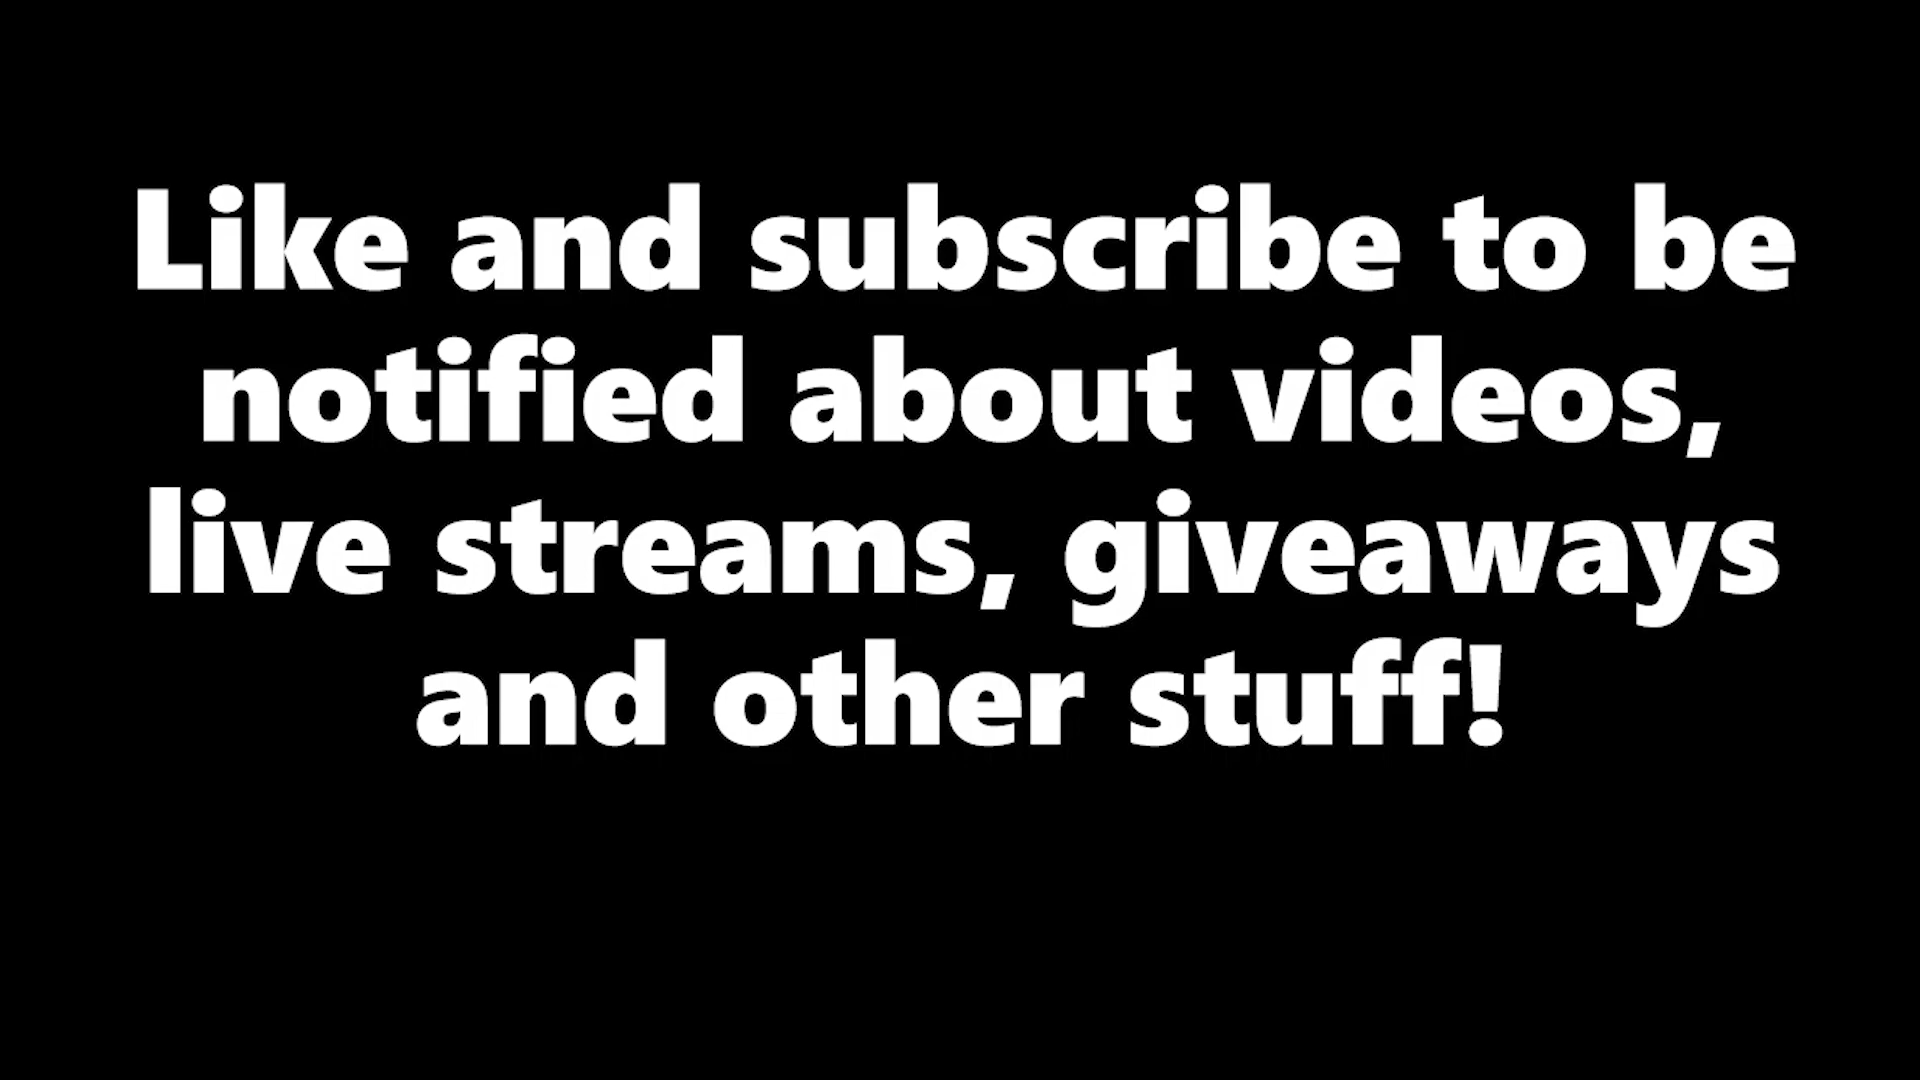 Like and subscribe to be
notified about videos,
live streams, giveaways
and other stuff!